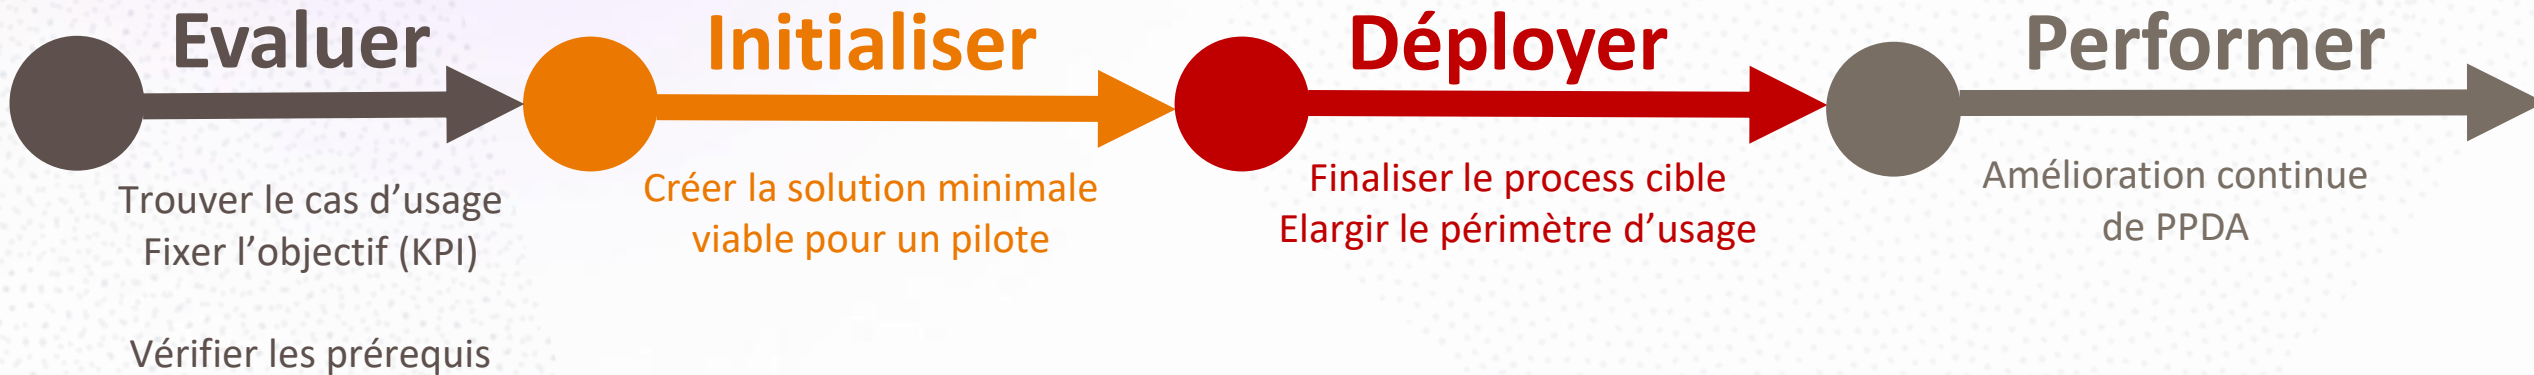 Evaluer
Trouver le cas d’usage
Fixer l’objectif (KPI)
Vérifier les prérequis
Initialiser
Créer la solution minimale
viable pour un pilote
Déployer
Finaliser le process cible
Elargir le périmètre d’usage
Performer
Amélioration continue
de PPDA